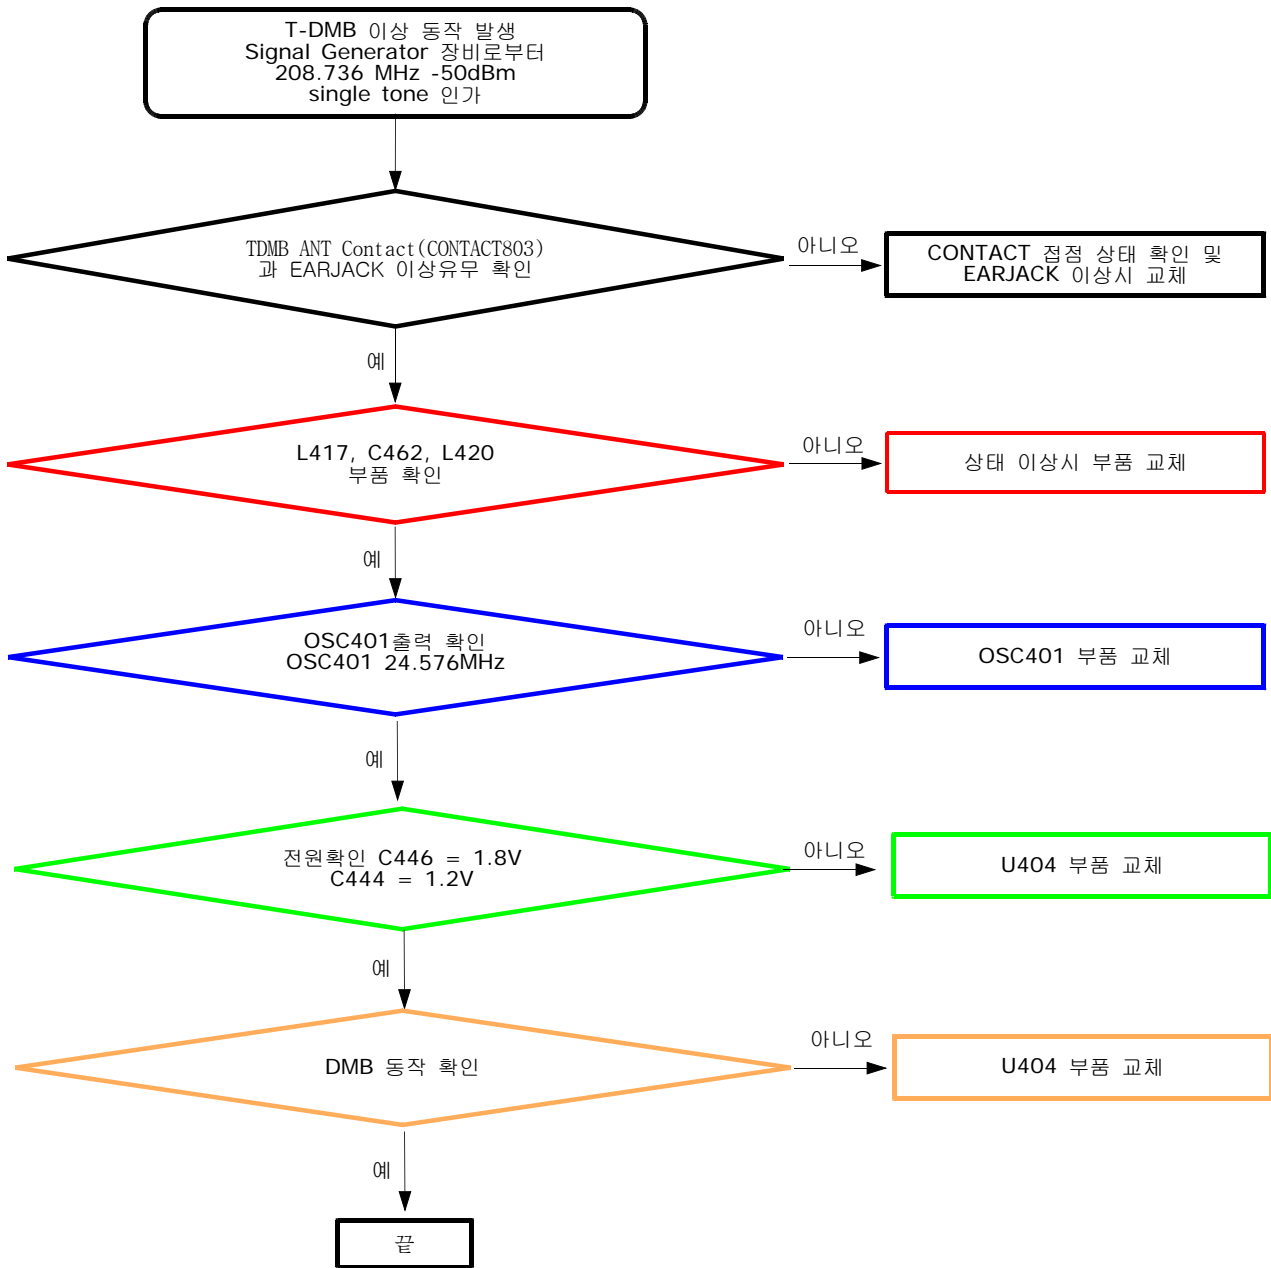 T-DMB 이상 동작 발생
Signal Generator 장비로부터
208.736 MHz -50dBm
single tone 인가
TDMB ANT Contact(CONTACT803)
과 EARJACK 이상유무 확인
아니오
CONTACT 접점 상태 확인 및
EARJACK 이상시 교체
예
L417, C462, L420
부품 확인
아니오
상태 이상시 부품 교체
예
OSC401출력 확인
OSC401 24.576MHz
아니오
OSC401 부품 교체
예
전원확인 C446 = 1.8V
C444 = 1.2V
아니오
U404 부품 교체
예
DMB 동작 확인
아니오
U404 부품 교체
예
끝